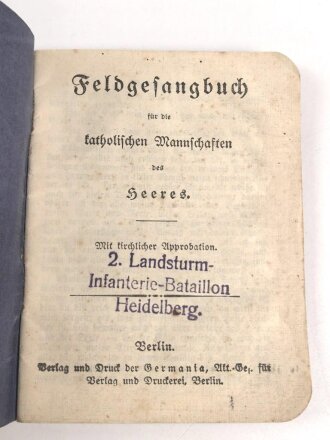 Feldgesangbuch
für die
katholischen Mannschaften
des
Heeres.
Mit kirchlicher Approbation.
2. Landsturm-
Infanterie-Bataillon
Heidelberg.
Berlin.
Verlag und Druck der Germania, Akt.-Ges. für
Verlag und Druckerei, Berlin.